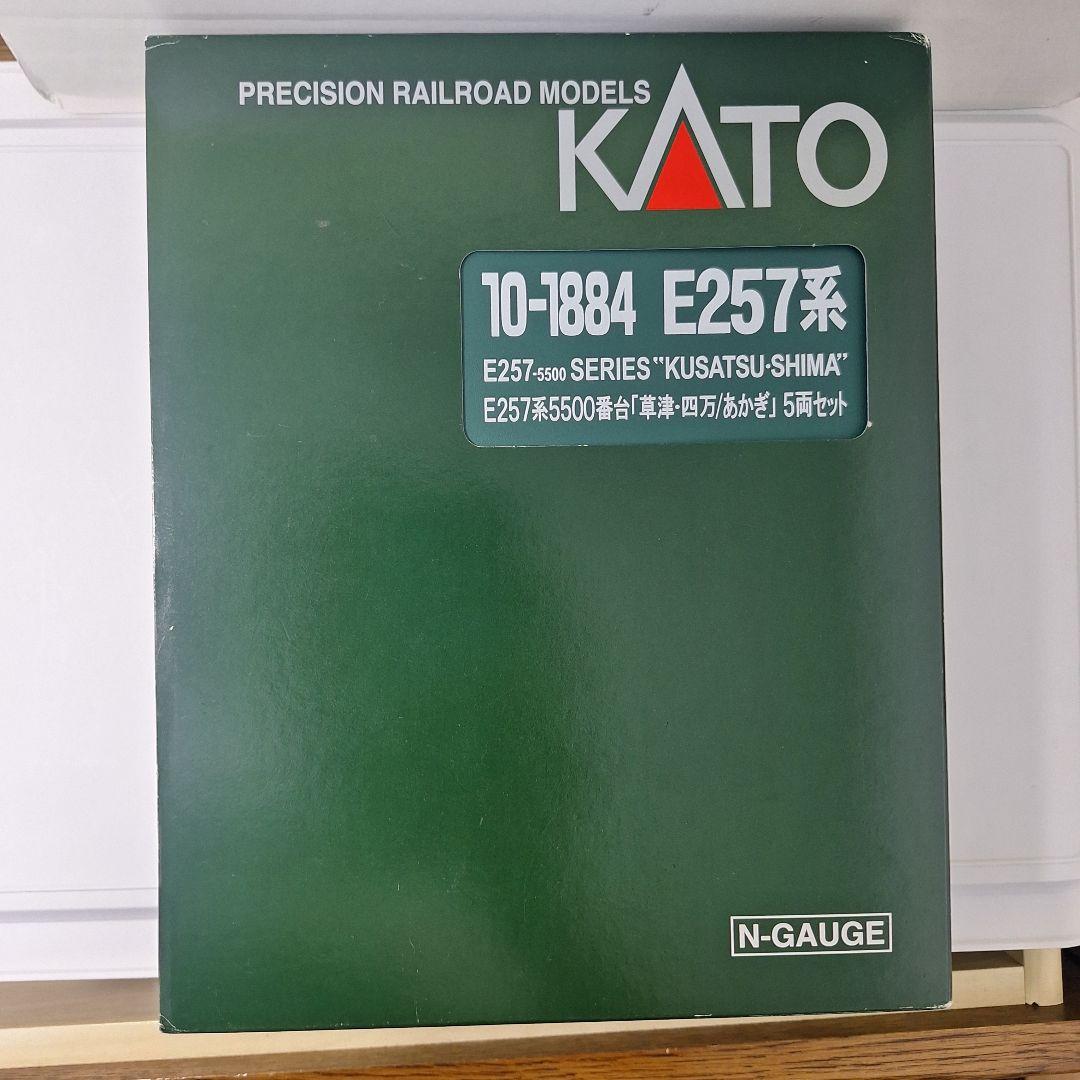 PRECISION RAILROAD MODELS
KATO
10-1884 E257系
E257-5500 SERIES "KUSATSU·SHIMA"
E257系5500番台「草津・四万/あかぎ」5両セット
N-GAUGE